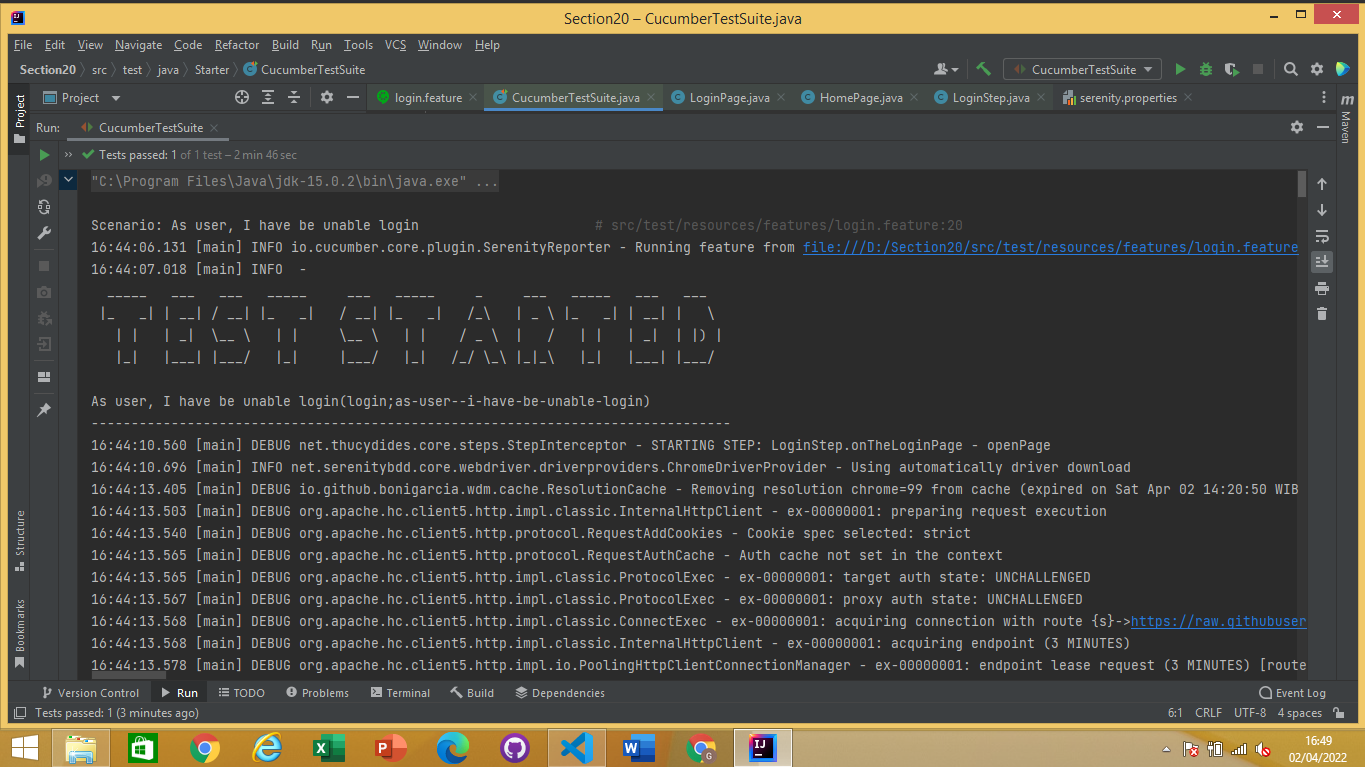 Section20 – CucumberTestSuite.java
File Edit View Navigate Code Refactor Build Run Tools VCS Window Help
Section20 src test java Starter CucumberTestSuite
CucumberTestSuite
Project
Project
login.feature CucumberTestSuite.java LoginPage.java HomePage.java LoginStep.java serenity.properties
Maven
Run: CucumberTestSuite
Tests passed: 1 of 1 test – 2 min 46 sec
"C:\Program Files\Java\jdk-15.0.2\bin\java.exe" ...
Scenario: As user, I have be unable login # src/test/resources/features/login.feature:20
16:44:06.131 [main] INFO io.cucumber.core.plugin.SerenityReporter - Running feature from file:///D:/Section20/src/test/resources/features/login.feature
16:44:07.018 [main] INFO  -
TEST STARTED
As user, I have be unable login(login;as-user--i-have-be-unable-login)
--------------------------------------------------------------------------------
16:44:10.560 [main] DEBUG net.thucydides.core.steps.StepInterceptor - STARTING STEP: LoginStep.onTheLoginPage - openPage
16:44:10.696 [main] INFO net.serenitybdd.core.webdriver.driverproviders.ChromeDriverProvider - Using automatically driver download
16:44:13.405 [main] DEBUG io.github.bonigarcia.wdm.cache.ResolutionCache - Removing resolution chrome=99 from cache (expired on Sat Apr 02 14:20:50 WIB
16:44:13.503 [main] DEBUG org.apache.hc.client5.http.impl.classic.InternalHttpClient - ex-00000001: preparing request execution
16:44:13.540 [main] DEBUG org.apache.hc.client5.http.protocol.RequestAddCookies - Cookie spec selected: strict
16:44:13.565 [main] DEBUG org.apache.hc.client5.http.protocol.RequestAuthCache - Auth cache not set in the context
16:44:13.565 [main] DEBUG org.apache.hc.client5.http.impl.classic.ProtocolExec - ex-00000001: target auth state: UNCHALLENGED
16:44:13.567 [main] DEBUG org.apache.hc.client5.http.impl.classic.ProtocolExec - ex-00000001: proxy auth state: UNCHALLENGED
16:44:13.568 [main] DEBUG org.apache.hc.client5.http.impl.classic.ConnectExec - ex-00000001: acquiring connection with route {s}->https://raw.githubuser
16:44:13.568 [main] DEBUG org.apache.hc.client5.http.impl.classic.InternalHttpClient - ex-00000001: acquiring endpoint (3 MINUTES)
16:44:13.578 [main] DEBUG org.apache.hc.client5.http.impl.io.PoolingHttpClientConnectionManager - ex-00000001: endpoint lease request (3 MINUTES) [route
Structure
Bookmarks
Version Control Run TODO Problems Terminal Build Dependencies Event Log
Tests passed: 1 (3 minutes ago) 6:1 CRLF UTF-8 4 spaces
16:49
02/04/2022